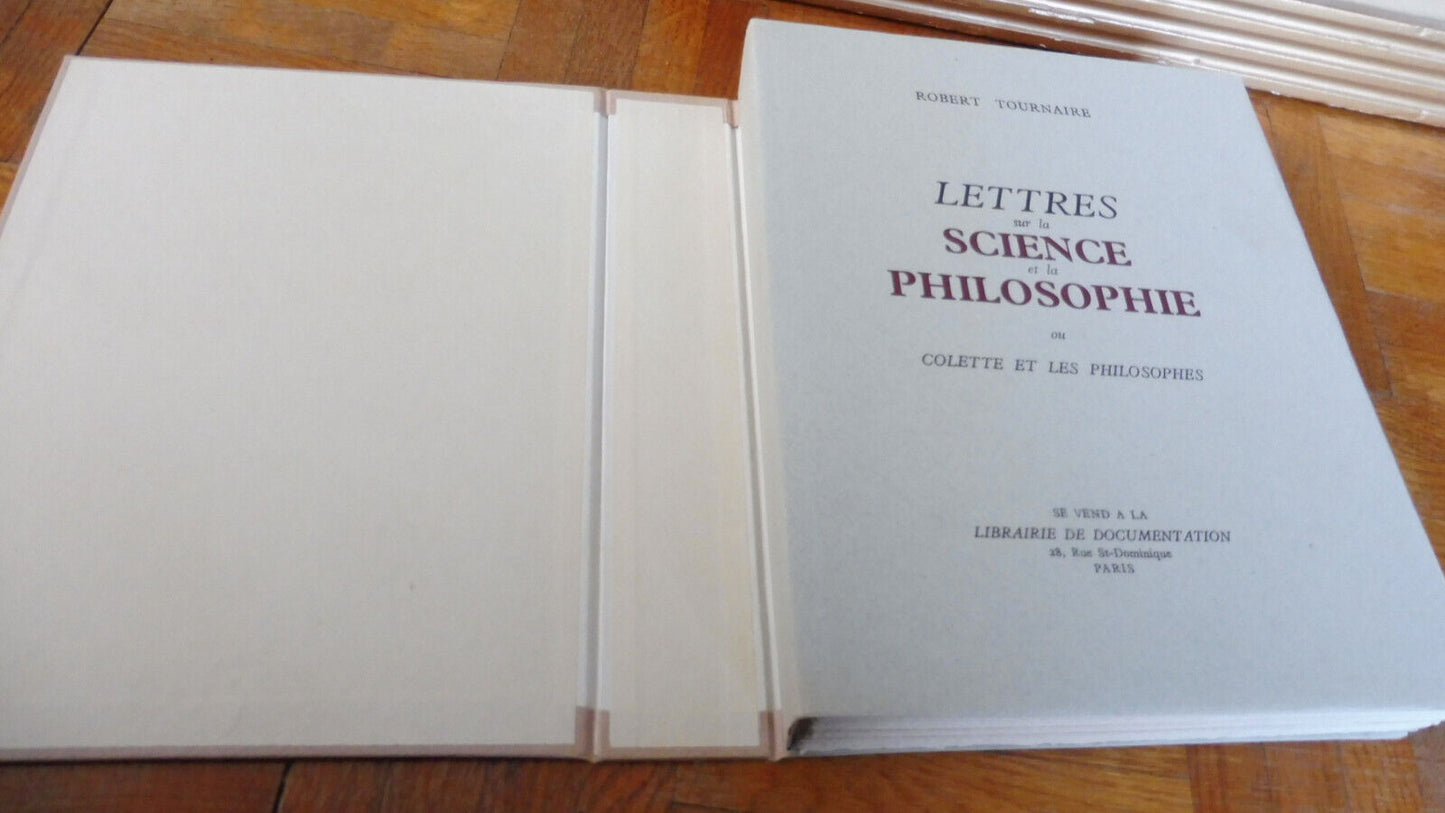 ROBERT TOURNAIRE
LETTRES
sur la
SCIENCE
et la
PHILOSOPHIE
ou
COLETTE ET LES PHILOSOPHES
SE VEND A LA
LIBRAIRIE DE DOCUMENTATION
28, Rue St-Dominique
PARIS